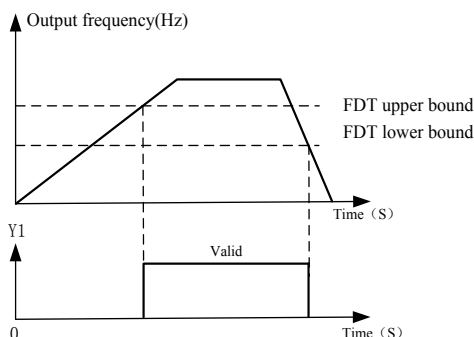 Output frequency(Hz)
FDT upper bound
FDT lower bound
Time（S）
Y1
Valid
0
Time（S）